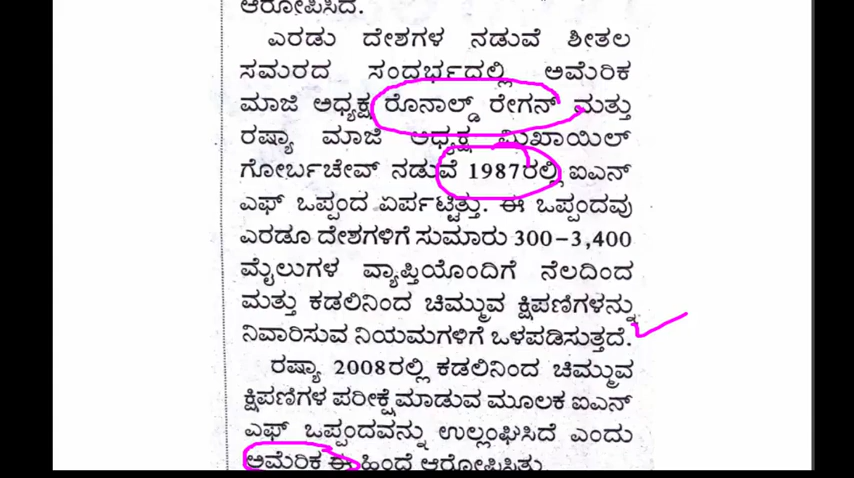 ಆರೋಪಿಸಿದೆ.
ಎರಡು ದೇಶಗಳ ನಡುವೆ ಶೀತಲ
ಸಮರದ ಸಂದರ್ಭದಲ್ಲಿ ಅಮೆರಿಕ
ಮಾಜಿ ಅಧ್ಯಕ್ಷ ರೊನಾಲ್ಡ್ ರೇಗನ್ ಮತ್ತು
ರಷ್ಯಾ ಮಾಜಿ ಅಧ್ಯಕ್ಷ ಮಿಖಾಯಿಲ್
ಗೋರ್ಬಚೇವ್ ನಡುವೆ 1987ರಲ್ಲಿ ಐಎನ್
ಎಫ್ ಒಪ್ಪಂದ ಏರ್ಪಟ್ಟಿತ್ತು. ಈ ಒಪ್ಪಂದವು
ಎರಡೂ ದೇಶಗಳಿಗೆ ಸುಮಾರು 300-3,400
ಮೈಲುಗಳ ವ್ಯಾಪ್ತಿಯೊಂದಿಗೆ ನೆಲದಿಂದ
ಮತ್ತು ಕಡಲಿನಿಂದ ಚಿಮ್ಮುವ ಕ್ಷಿಪಣಿಗಳನ್ನು
ನಿವಾರಿಸುವ ನಿಯಮಗಳಿಗೆ ಒಳಪಡಿಸುತ್ತದೆ.
ರಷ್ಯಾ 2008ರಲ್ಲಿ ಕಡಲಿನಿಂದ ಚಿಮ್ಮುವ
ಕ್ಷಿಪಣಿಗಳ ಪರೀಕ್ಷೆ ಮಾಡುವ ಮೂಲಕ ಐಎನ್
ಎಫ್ ಒಪ್ಪಂದವನ್ನು ಉಲ್ಲಂಘಿಸಿದೆ ಎಂದು
ಅಮೆರಿಕ ಈ ಹಿಂದೆ ಆರೋಪಿಸಿತ್ತು.